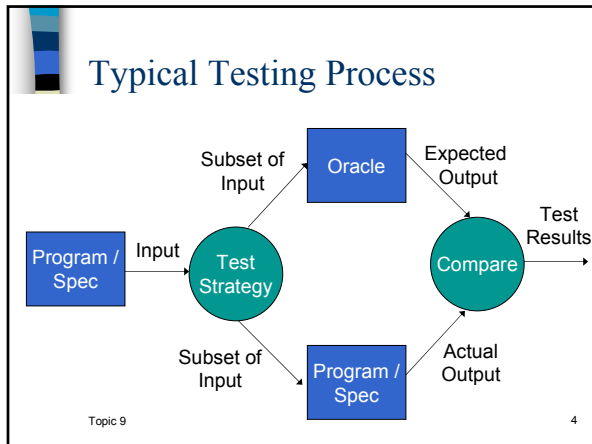 Typical Testing Process
Subset of
Input
Oracle
Expected
Output
Program /
Spec
Input
Test
Strategy
Compare
Test
Results
Subset of
Input
Program /
Spec
Actual
Output
Topic 9
4